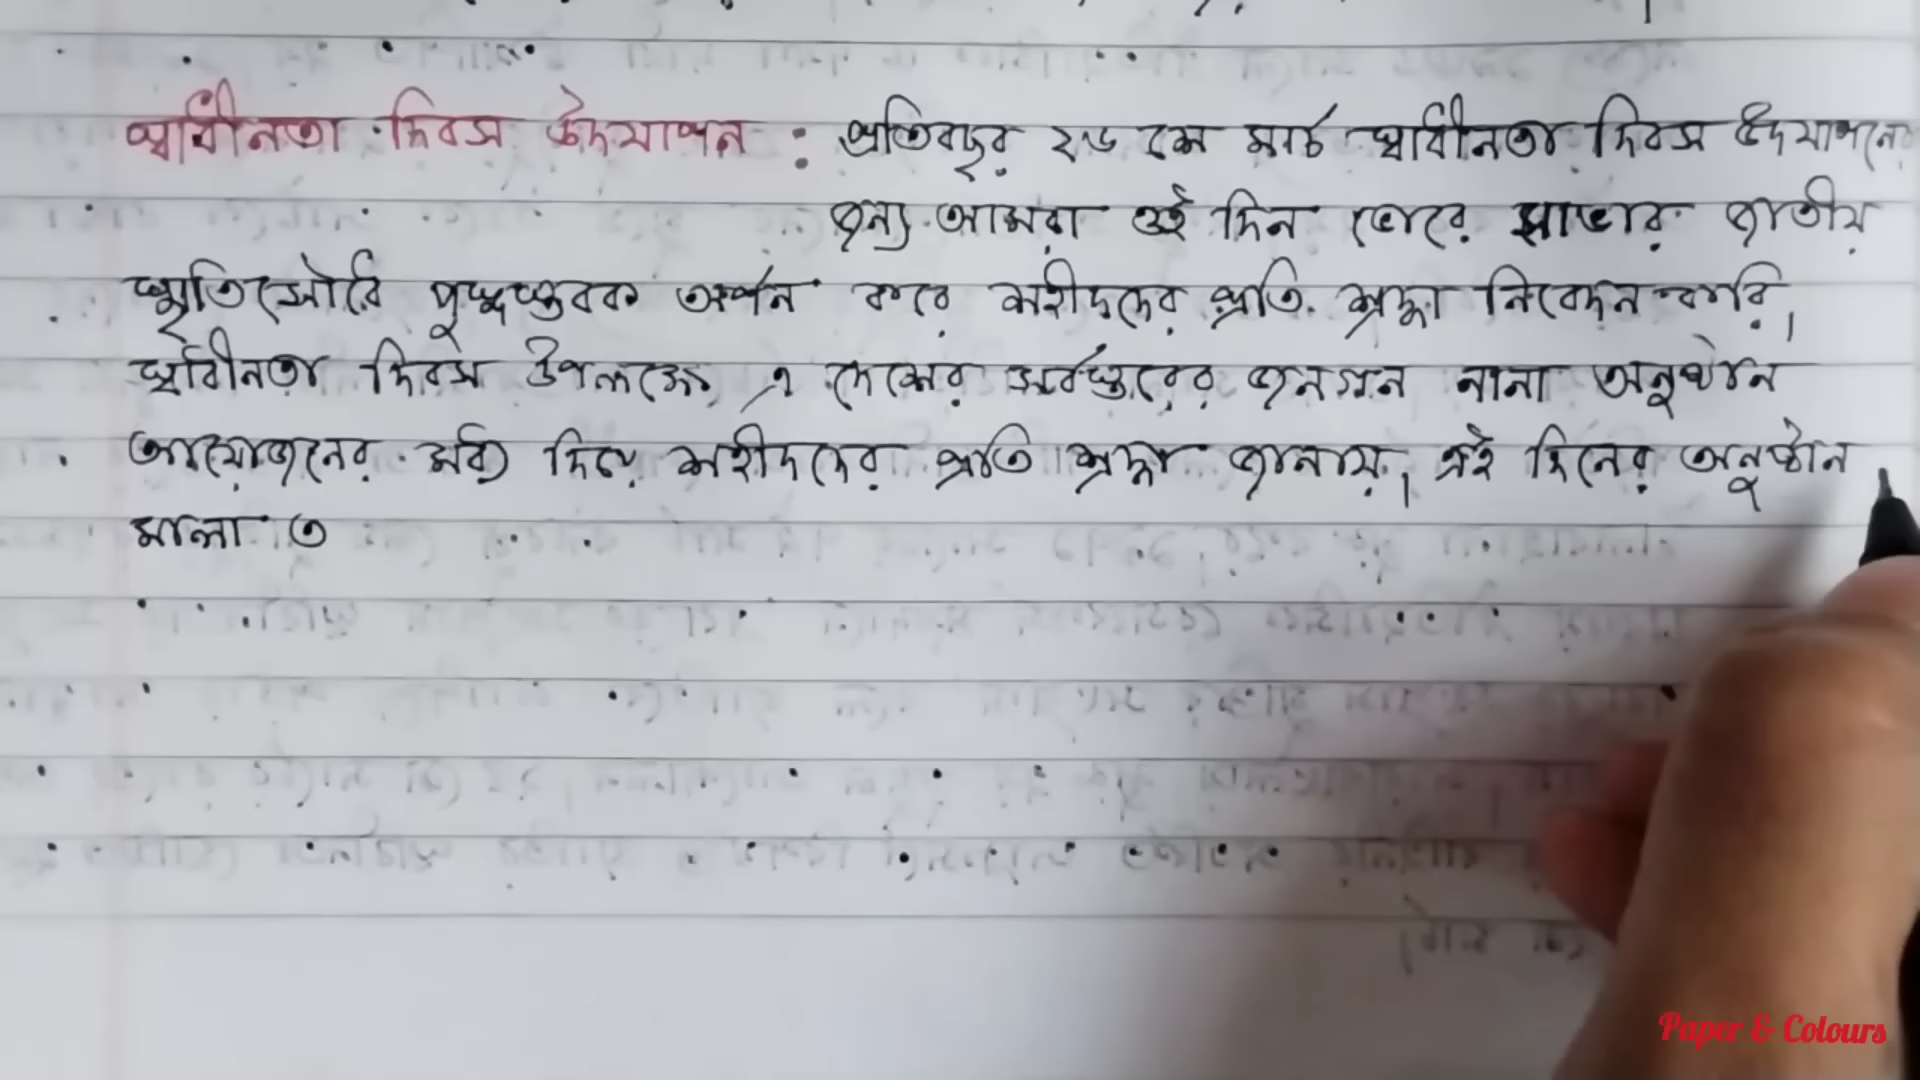 স্বাধীনতা দিবস উদযাপন : প্রতিবছর ২৬ শে মার্চ স্বাধীনতা দিবস উদযাপনের
জন্য আমরা ওই দিন ভোরে সাভার জাতীয়
স্মৃতিসৌধে পুষ্পস্তবক অর্পন করে শহীদদের প্রতি শ্রদ্ধা নিবেদন করি।
স্বাধীনতা দিবস উপলক্ষে এ দেশের সর্বস্তরের জনগন নানা অনুষ্ঠান
আয়োজনের মধ্য দিয়ে শহীদদের প্রতি শ্রদ্ধা জানায়। এই দিনের অনুষ্ঠান
মালা ত
Paper & Colours